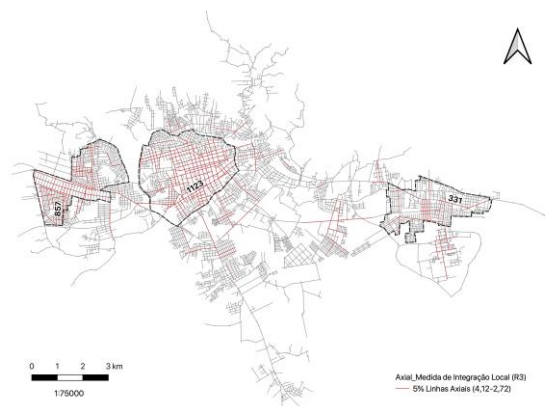 857
1123
331
0 1 2 3 km
1:75000
Axial_Medida de Integração Local (R3)
5% Linhas Axiais (4,12-2,72)